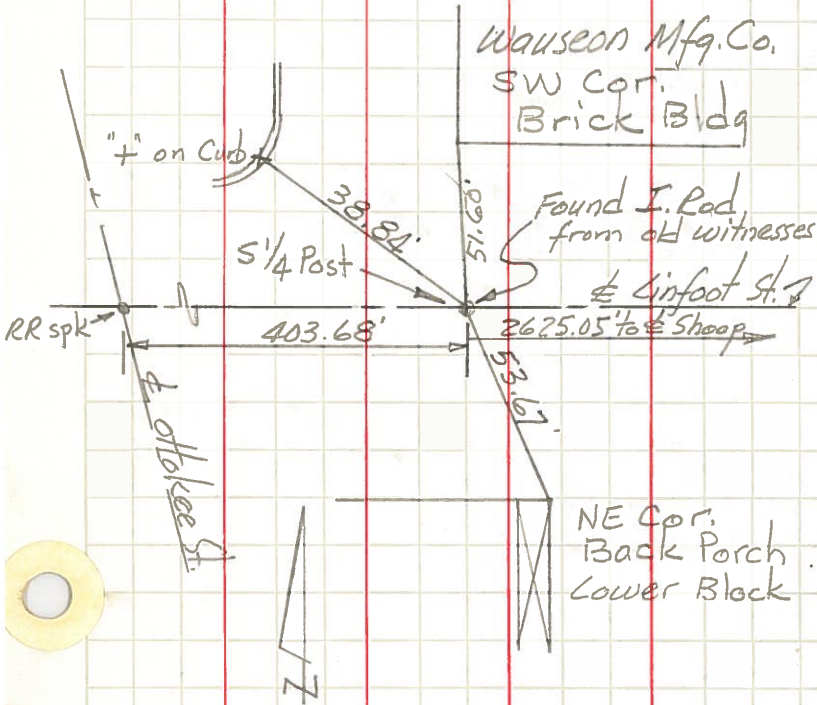 Wauseon Mfg. Co.
SW Cor.
Brick Bldg
"+" on Curb
38.84'
51.60'
Found I. Rod
from old witnesses
S 1/4 Post
℄ Linfoot St.
RR spk
403.68'
2625.05' to ℄ Shoop
53.67'
℄ Ottokee St.
NE Cor.
Back Porch
Lower Block
N